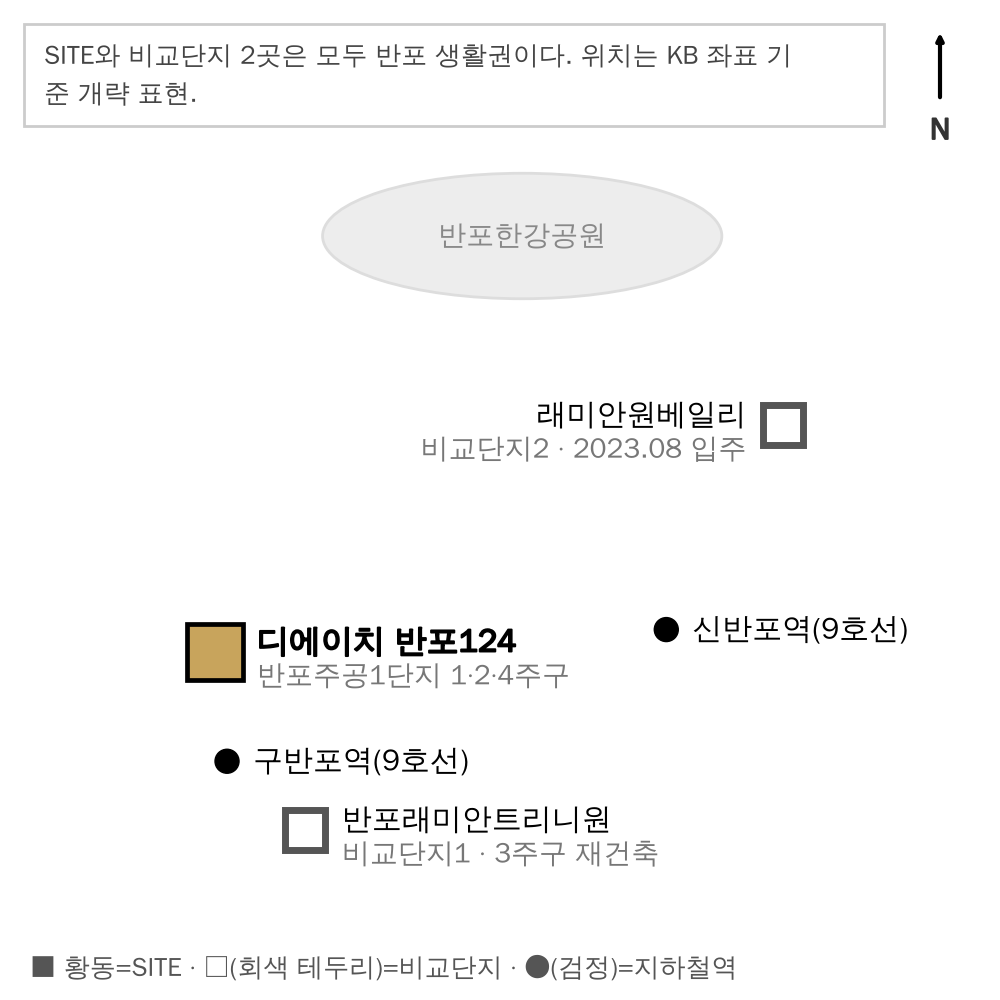 SITE와 비교단지 2곳은 모두 반포 생활권이다. 위치는 KB 좌표 기
준 개략 표현.
N
반포한강공원
래미안원베일리
비교단지2 · 2023.08 입주
신반포역(9호선)
디에이치 반포124
반포주공1단지 1·2·4주구
구반포역(9호선)
반포래미안트리니원
비교단지1 · 3주구 재건축
■ 황동=SITE · □(회색 테두리)=비교단지 · ●(검정)=지하철역